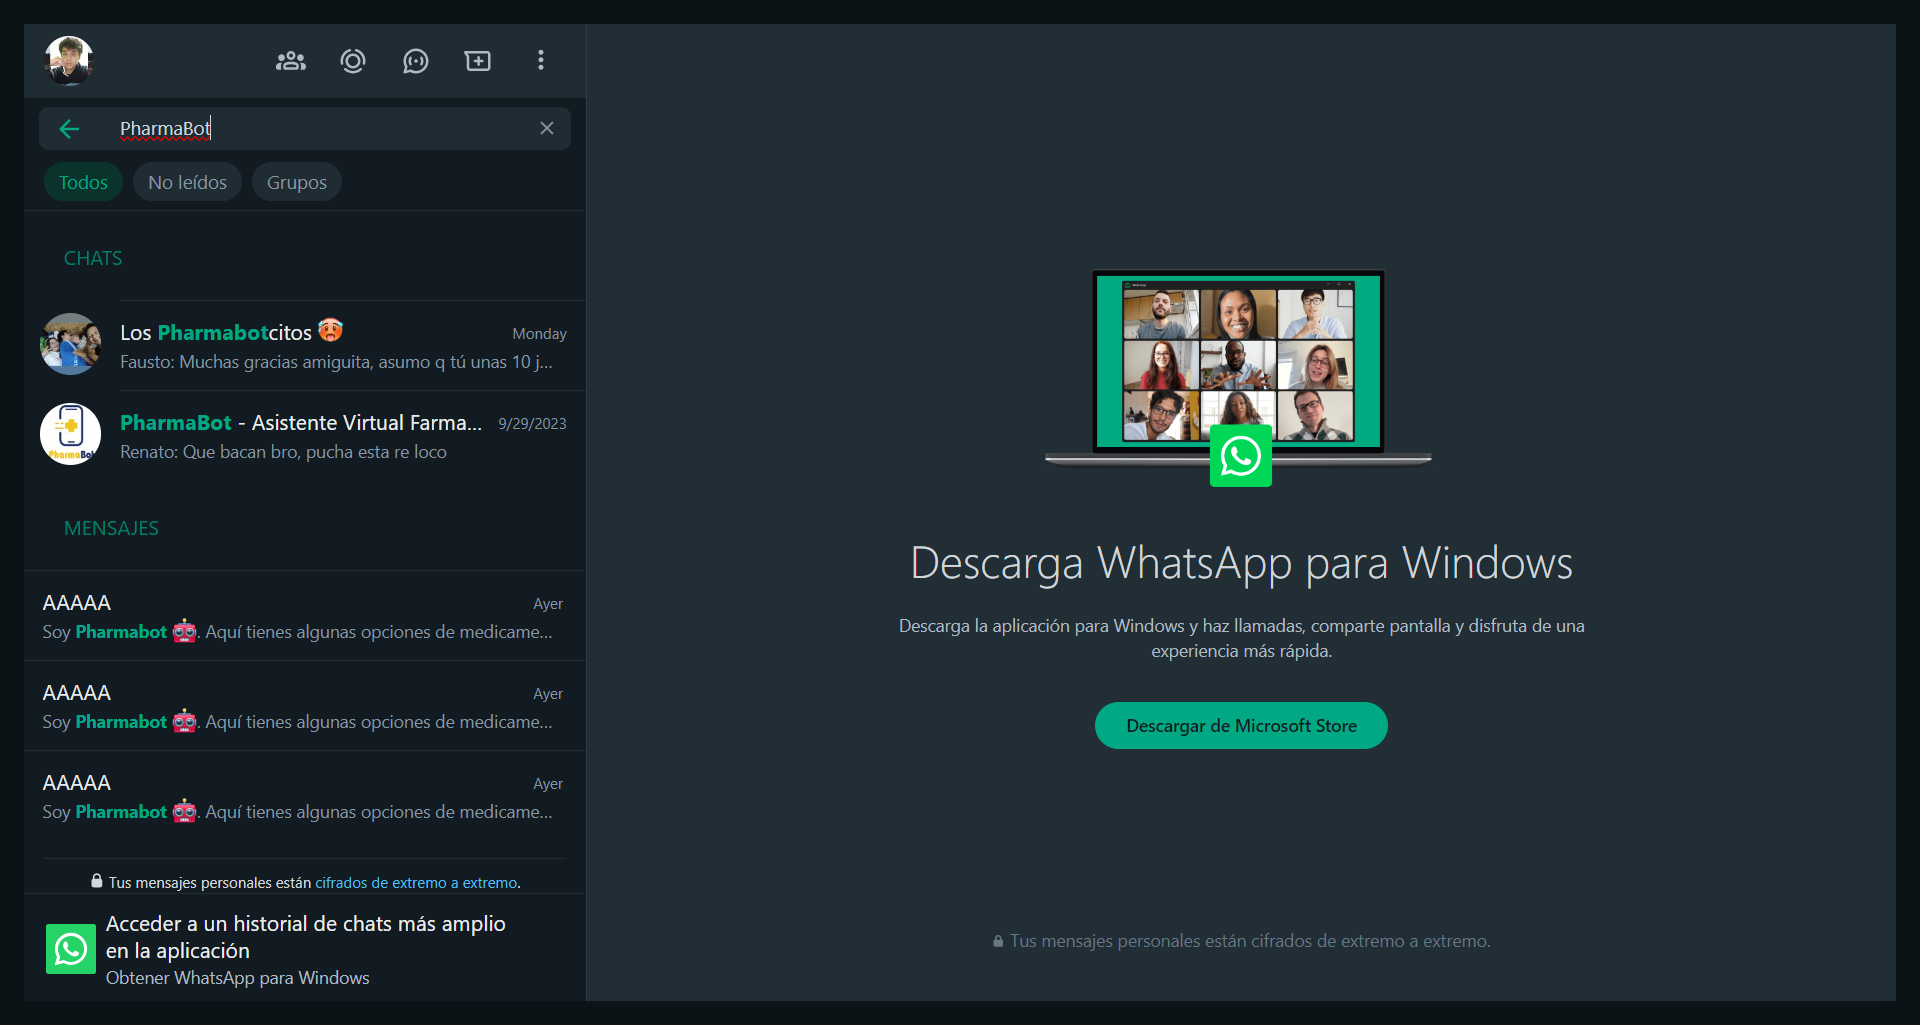 PharmaBot
Todos
No leídos
Grupos
CHATS
Los Pharmabotcitos 🥵
Monday
Fausto: Muchas gracias amiguita, asumo q tú unas 10 j...
PharmaBot - Asistente Virtual Farma...
9/29/2023
Renato: Que bacan bro, pucha esta re loco
PharmaBot
MENSAJES
AAAAA
Ayer
Soy Pharmabot 🤖. Aquí tienes algunas opciones de medicame...
AAAAA
Ayer
Soy Pharmabot 🤖. Aquí tienes algunas opciones de medicame...
AAAAA
Ayer
Soy Pharmabot 🤖. Aquí tienes algunas opciones de medicame...
Tus mensajes personales están cifrados de extremo a extremo.
Acceder a un historial de chats más amplio
en la aplicación
Obtener WhatsApp para Windows
Descarga WhatsApp para Windows
Descarga la aplicación para Windows y haz llamadas, comparte pantalla y disfruta de una
experiencia más rápida.
Descargar de Microsoft Store
Tus mensajes personales están cifrados de extremo a extremo.